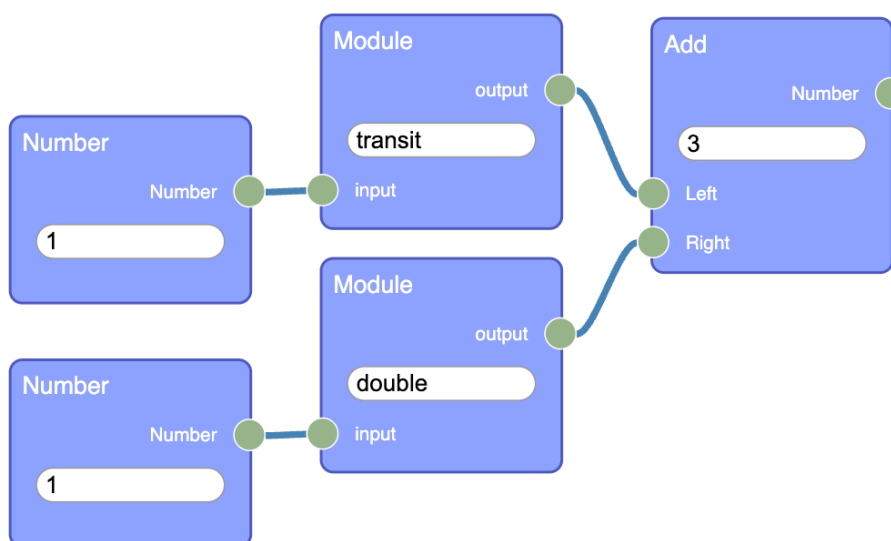 Number
Number
1
Module
output
transit
input
Number
Number
1
Module
output
double
input
Add
Number
3
Left
Right